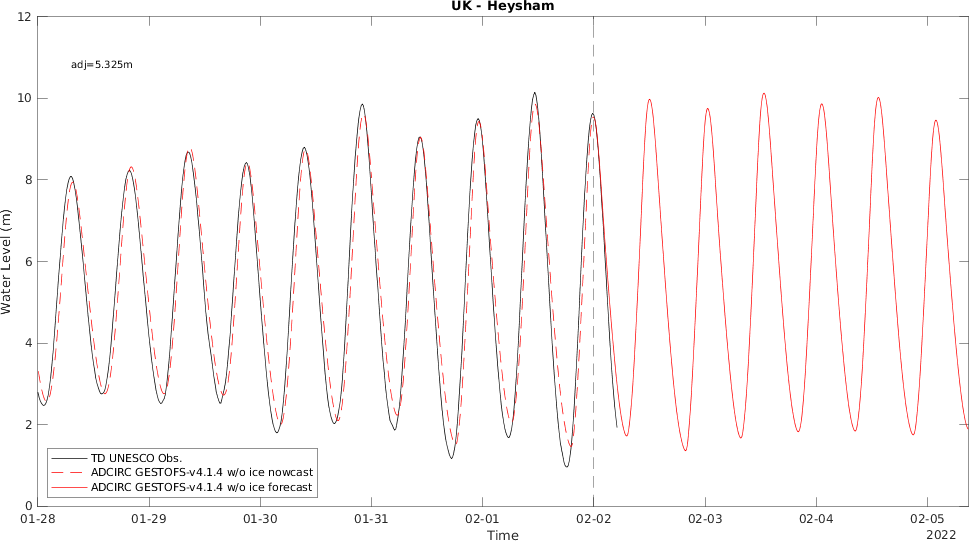 UK - Heysham
12
10
8
6
4
2
0
Water Level (m)
adj=5.325m
TD UNESCO Obs.
ADCIRC GESTOFS-v4.1.4 w/o ice nowcast
ADCIRC GESTOFS-v4.1.4 w/o ice forecast
01-28 01-29 01-30 01-31 02-01 02-02 02-03 02-04 02-05
Time
2022